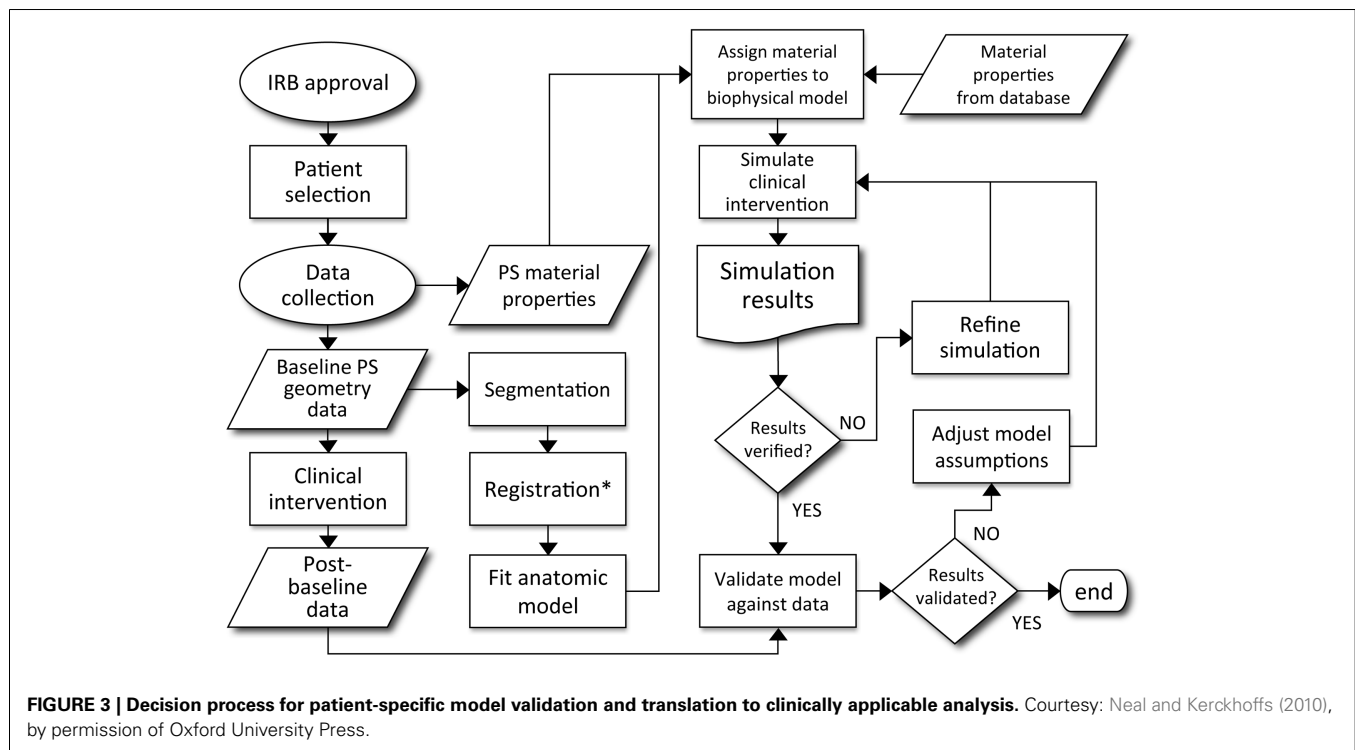 IRB approval
Patient
selection
Data
collection
PS material
properties
Baseline PS
geometry
data
Segmentation
Clinical
intervention
Registration*
Post-
baseline
data
Fit anatomic
model
Assign material
properties to
biophysical model
Material
properties
from database
Simulate
clinical
intervention
Simulation
results
Refine
simulation
Results
verified?
NO
Adjust model
assumptions
YES
NO
Validate model
against data
Results
validated?
YES
end
FIGURE 3 | Decision process for patient-specific model validation and translation to clinically applicable analysis. Courtesy: Neal and Kerckhoffs (2010),
by permission of Oxford University Press.